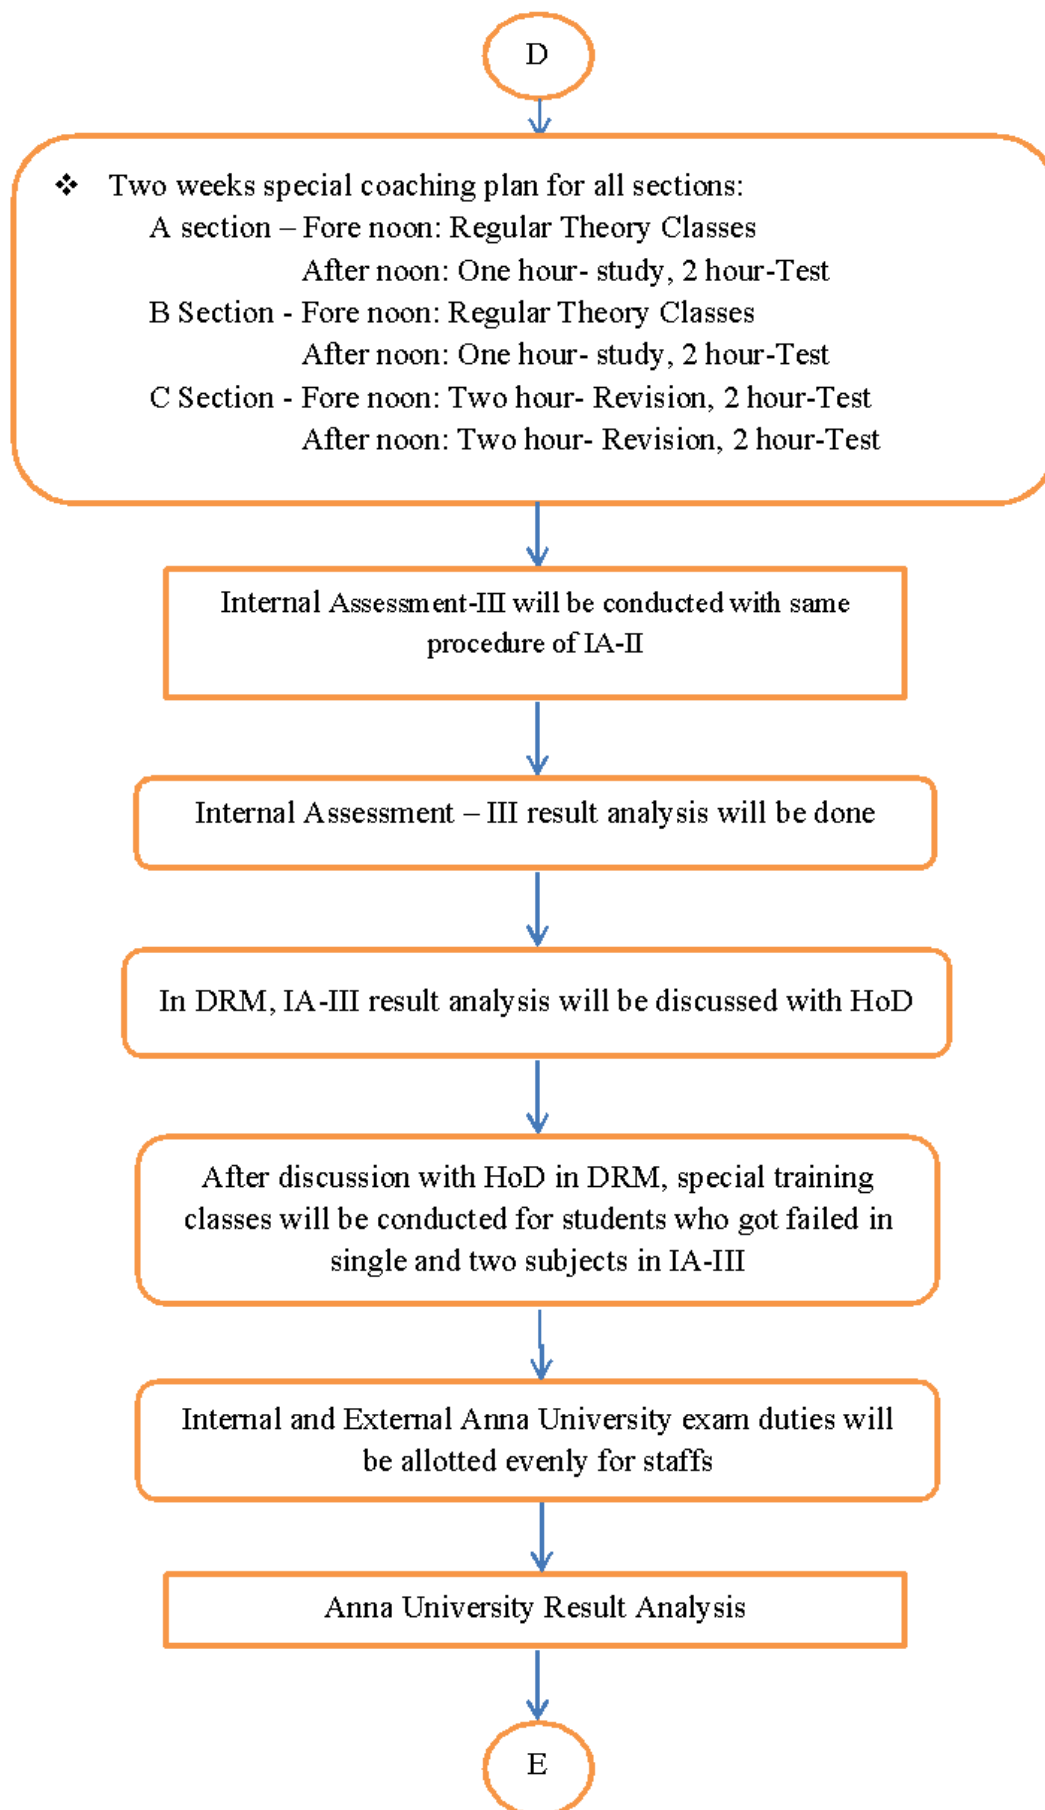 D
❖ Two weeks special coaching plan for all sections:
A section – Fore noon: Regular Theory Classes
After noon: One hour- study, 2 hour-Test
B Section - Fore noon: Regular Theory Classes
After noon: One hour- study, 2 hour-Test
C Section - Fore noon: Two hour- Revision, 2 hour-Test
After noon: Two hour- Revision, 2 hour-Test
Internal Assessment-III will be conducted with same
procedure of IA-II
Internal Assessment – III result analysis will be done
In DRM, IA-III result analysis will be discussed with HoD
After discussion with HoD in DRM, special training
classes will be conducted for students who got failed in
single and two subjects in IA-III
Internal and External Anna University exam duties will
be allotted evenly for staffs
Anna University Result Analysis
E